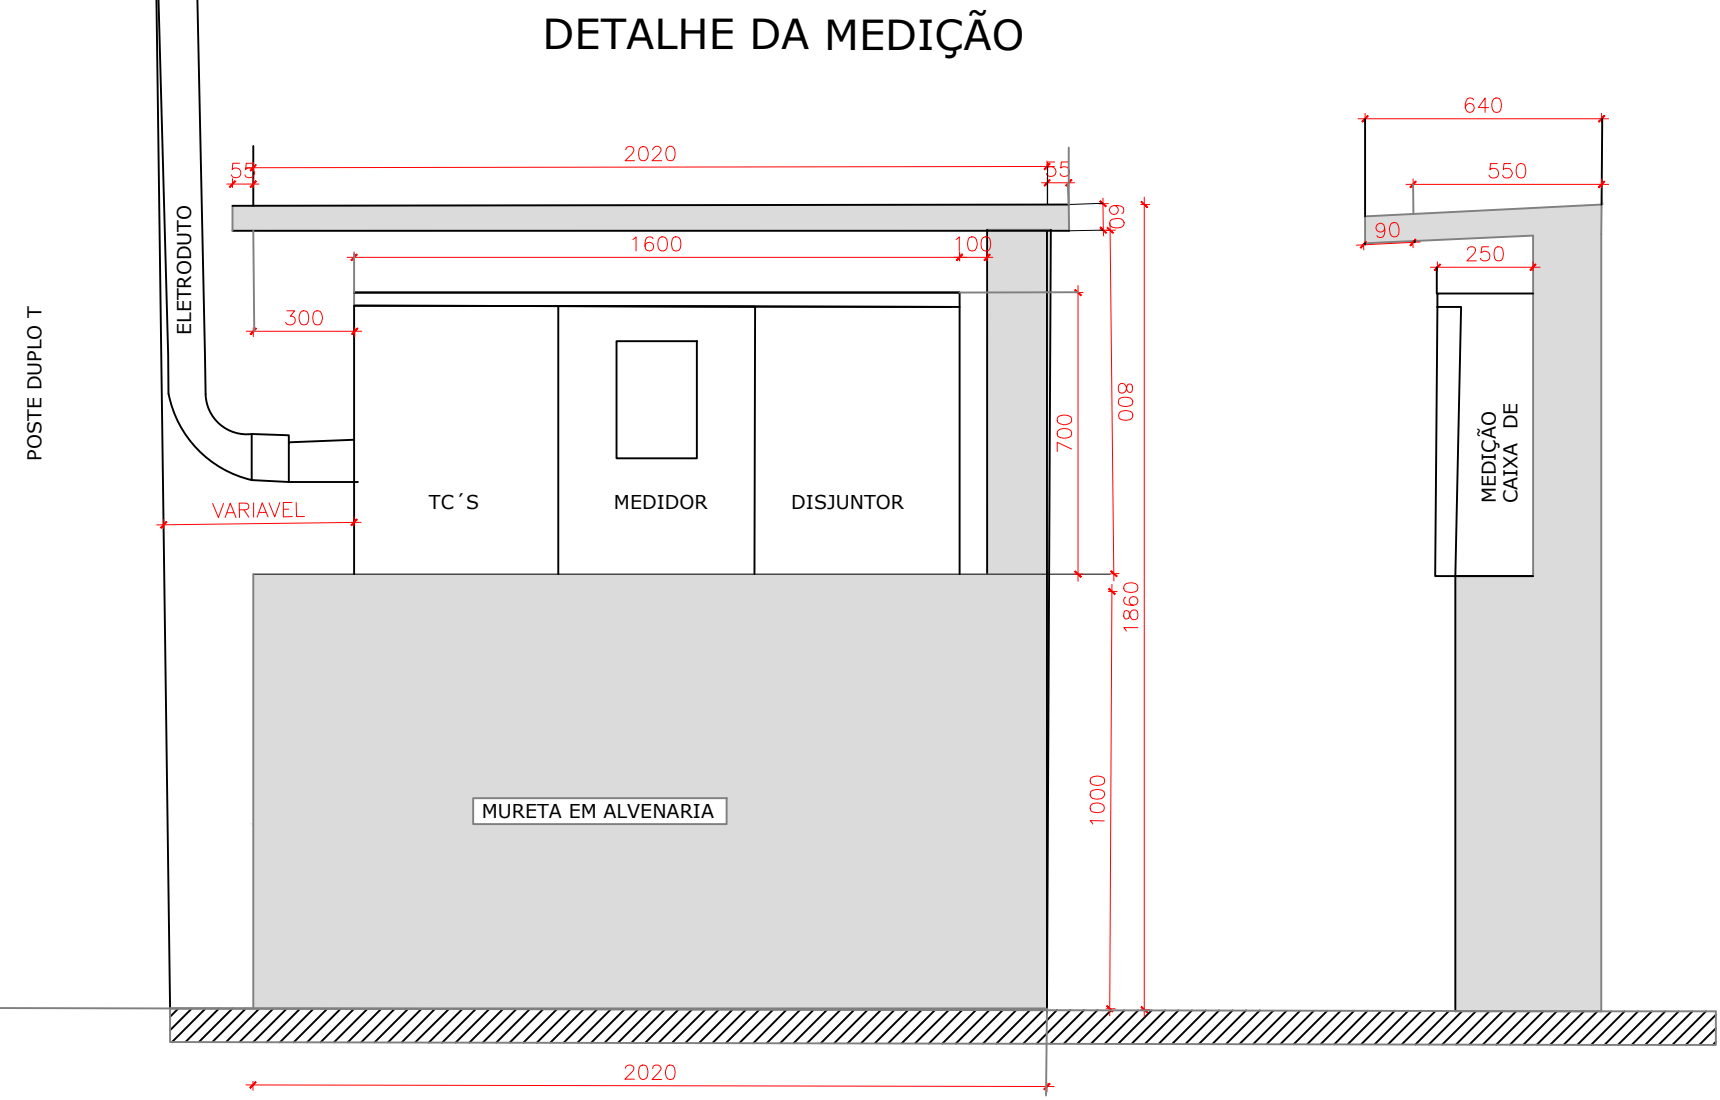 DETALHE DA MEDIÇÃO
640
2020
55
55
550
60
90
1600
100
250
ELETRODUTO
300
POSTE DUPLO T
800
700
MEDIÇÃO
CAIXA DE
TC´S
MEDIDOR
DISJUNTOR
VARIAVEL
1860
1000
MURETA EM ALVENARIA
2020